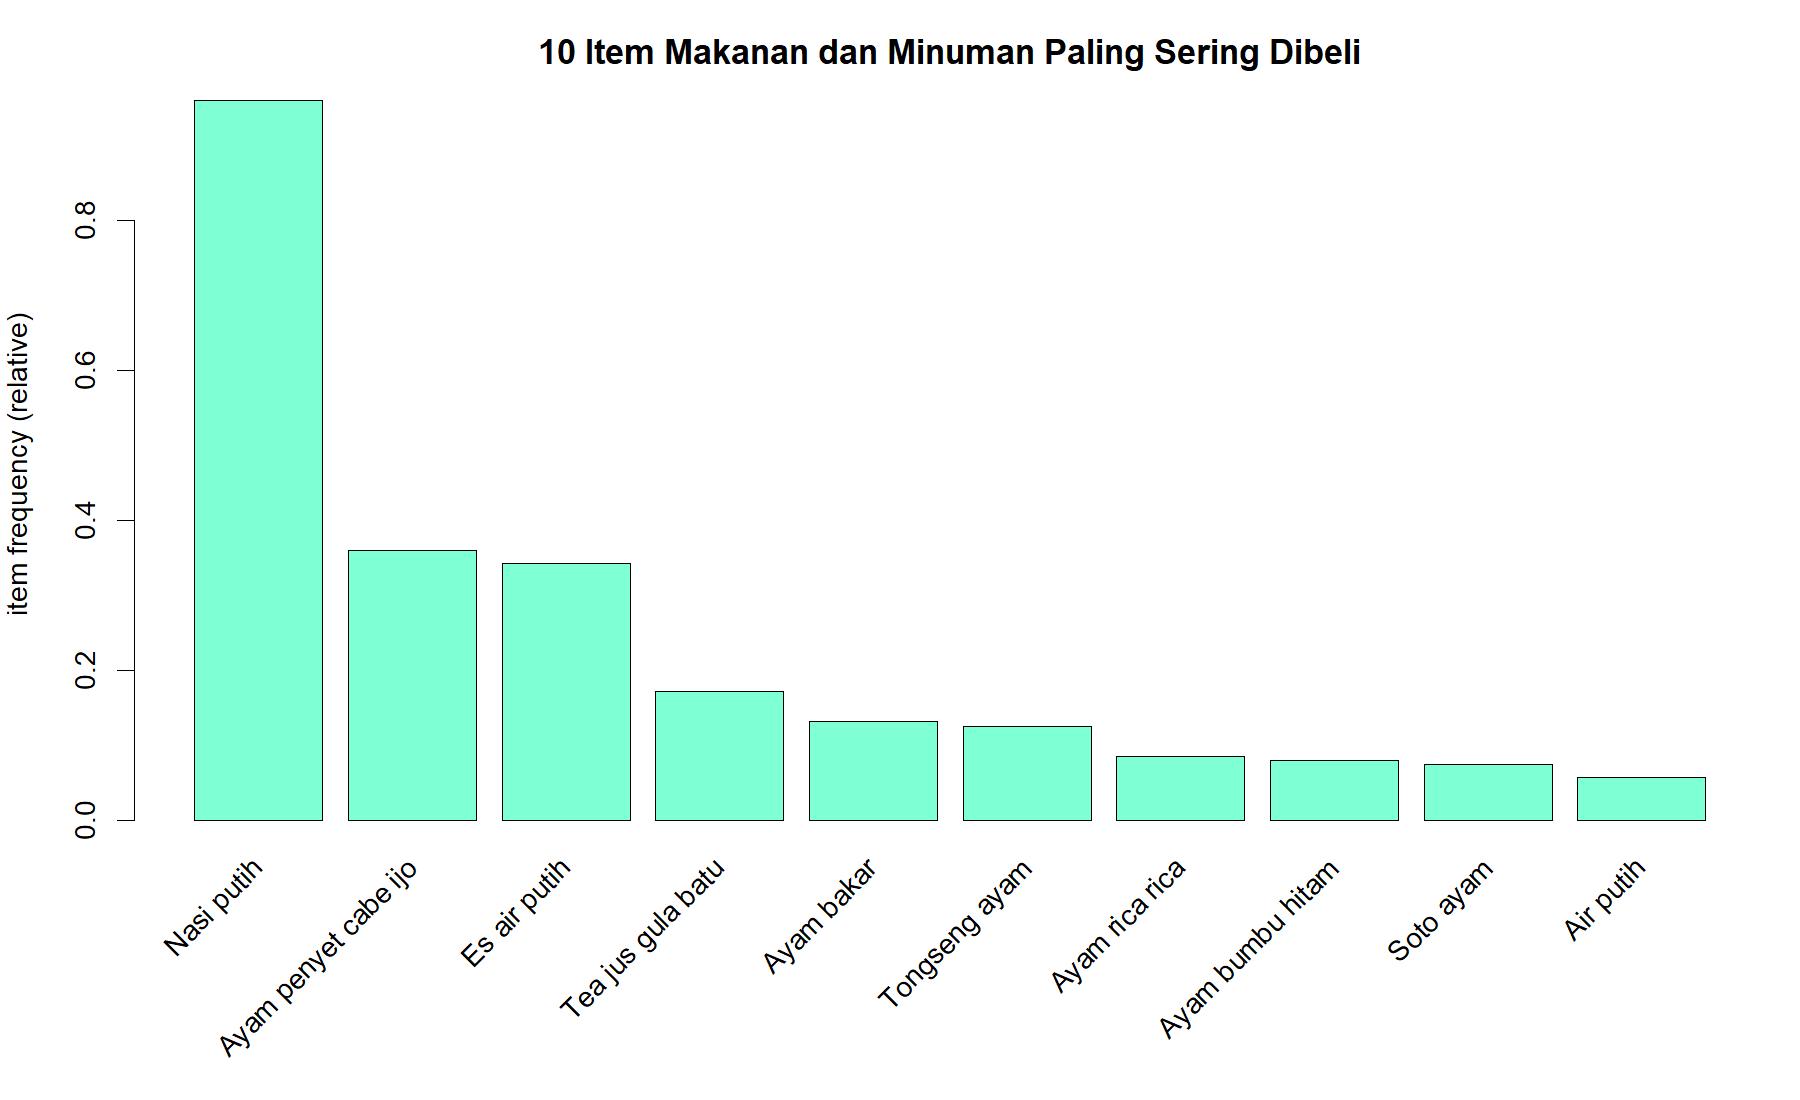 10 Item Makanan dan Minuman Paling Sering Dibeli
item frequency (relative)
0.8
0.6
0.4
0.2
0.0
Nasi putih
Ayam penyet cabe ijo
Es air putih
Tea jus gula batu
Ayam bakar
Tongseng ayam
Ayam rica rica
Ayam bumbu hitam
Soto ayam
Air putih